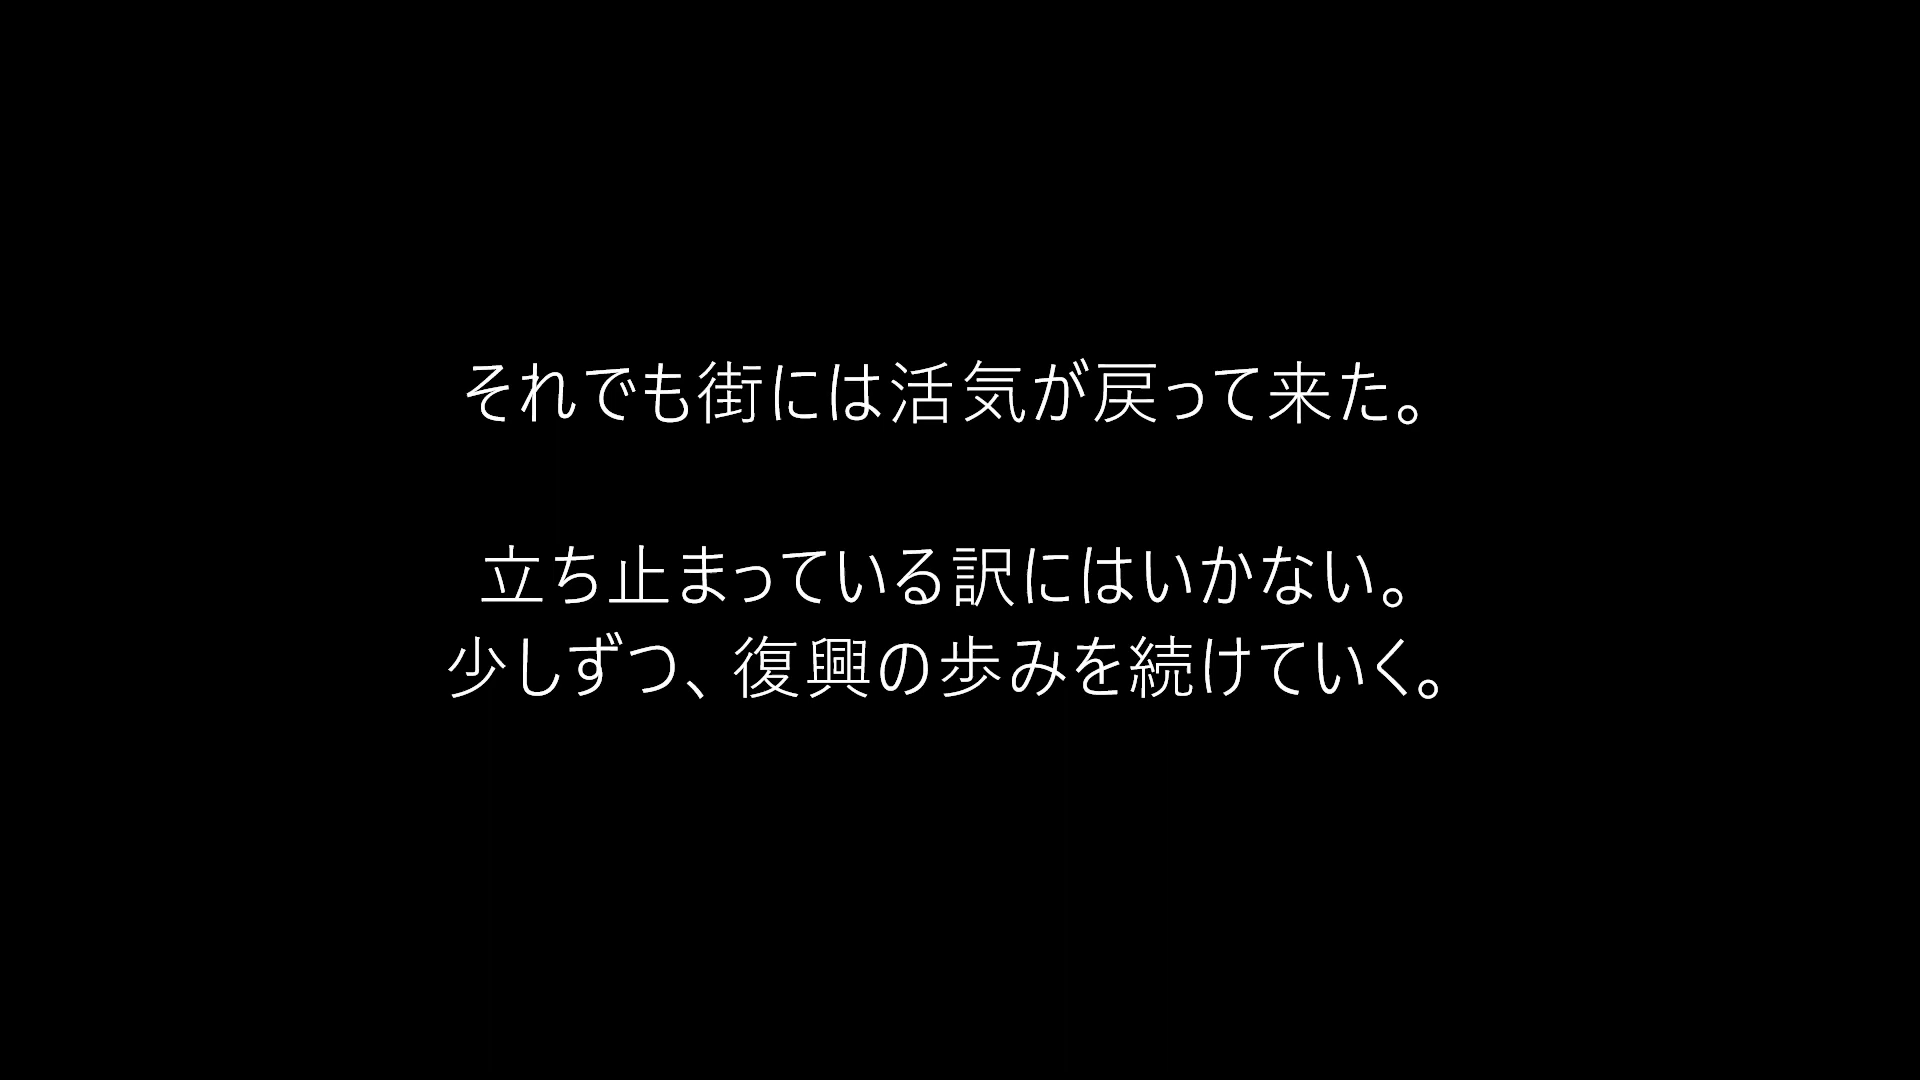 それでも街には活気が戻って来た。
立ち止まっている訳にはいかない。
少しずつ、復興の歩みを続けていく。